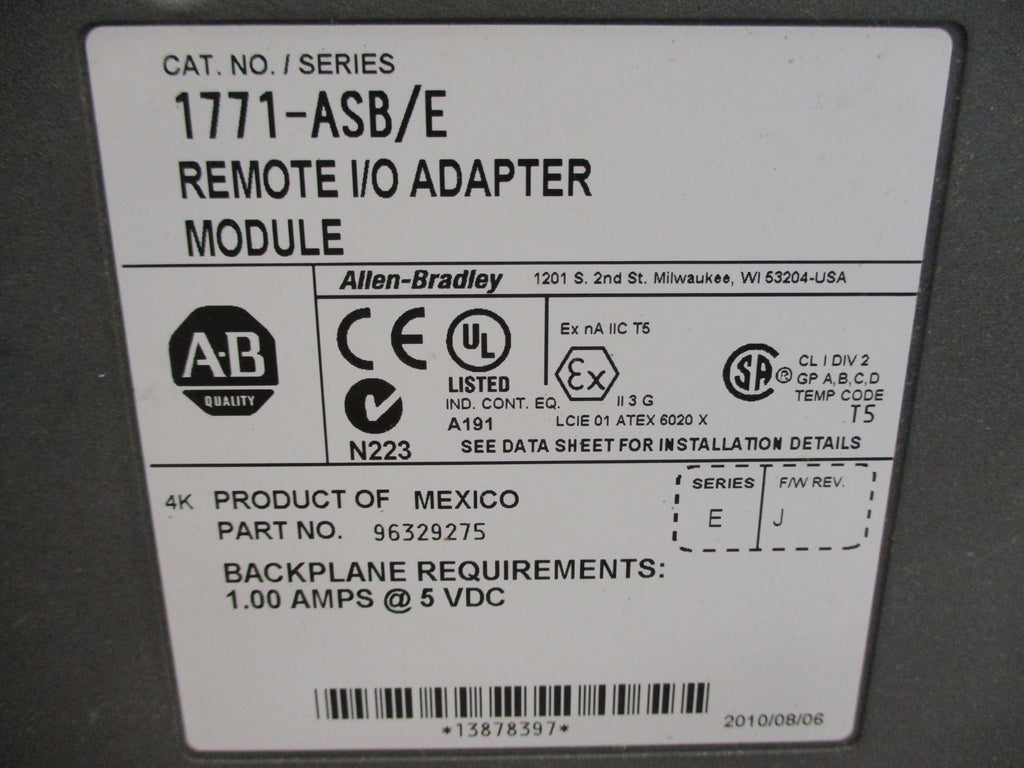 CAT. NO. / SERIES
1771-ASB/E
REMOTE I/O ADAPTER
MODULE
Allen-Bradley 1201 S. 2nd St. Milwaukee, WI 53204-USA
A-B
QUALITY
CE
UL
LISTED
IND. CONT. EQ.
A191
N223
Ex nA IIC T5
Ex
II 3 G
LCIE 01 ATEX 6020 X
SA ®
CL I DIV 2
GP A,B,C,D
TEMP CODE
T5
SEE DATA SHEET FOR INSTALLATION DETAILS
4K PRODUCT OF MEXICO
PART NO. 96329275
SERIES F/W REV.
E J
BACKPLANE REQUIREMENTS:
1.00 AMPS @ 5 VDC
*13878397*
2010/08/06